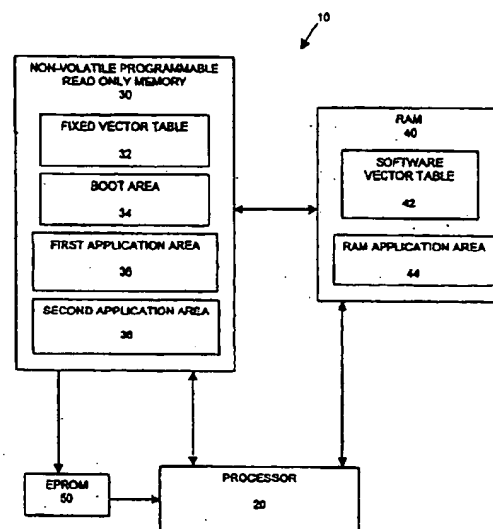 10
NON-VOLATILE PROGRAMMABLE
READ ONLY MEMORY
30
FIXED VECTOR TABLE
32
BOOT AREA
34
FIRST APPLICATION AREA
36
SECOND APPLICATION AREA
38
RAM
40
SOFTWARE
VECTOR TABLE
42
RAM APPLICATION AREA
44
EPROM
50
PROCESSOR
20